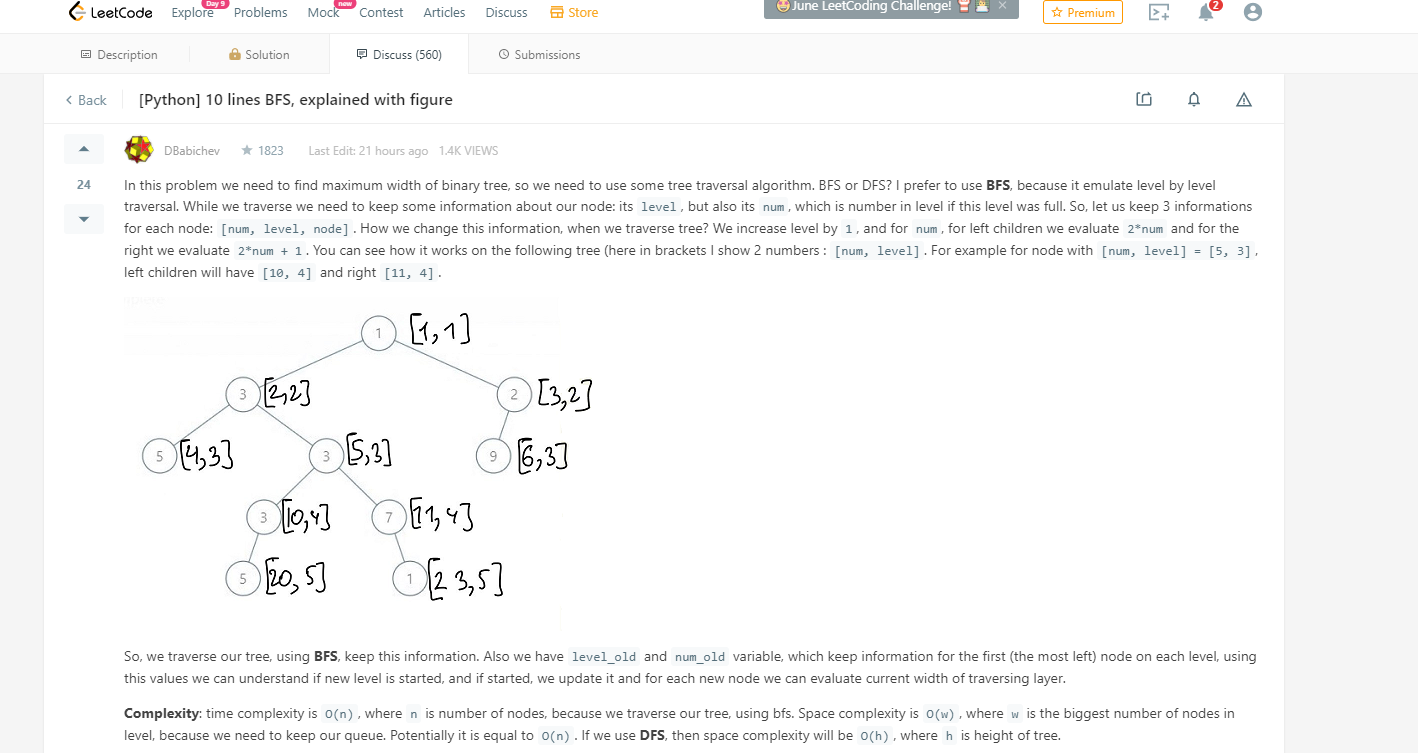 LeetCode Explore Day 9 Problems Mock new Contest Articles Discuss Store June LeetCoding Challenge! × Premium 2
Description Solution Discuss (560) Submissions
Back [Python] 10 lines BFS, explained with figure
DBabichev 1823 Last Edit: 21 hours ago 1.4K VIEWS
24
In this problem we need to find maximum width of binary tree, so we need to use some tree traversal algorithm. BFS or DFS? I prefer to use BFS, because it emulate level by level
traversal. While we traverse we need to keep some information about our node: its level, but also its num, which is number in level if this level was full. So, let us keep 3 informations
for each node: [num, level, node]. How we change this information, when we traverse tree? We increase level by 1, and for num, for left children we evaluate 2*num and for the
right we evaluate 2*num + 1. You can see how it works on the following tree (here in brackets I show 2 numbers : [num, level]. For example for node with [num, level] = [5, 3],
left children will have [10, 4] and right [11, 4].
1 [1,1]
3 [2,2] 2 [3,2]
5 [4,3] 3 [5,3] 9 [6,3]
3 [10,4] 7 [11,4]
5 [20,5] 1 [23,5]
So, we traverse our tree, using BFS, keep this information. Also we have level_old and num_old variable, which keep information for the first (the most left) node on each level, using
this values we can understand if new level is started, and if started, we update it and for each new node we can evaluate current width of traversing layer.
Complexity: time complexity is O(n), where n is number of nodes, because we traverse our tree, using bfs. Space complexity is O(w), where w is the biggest number of nodes in
level, because we need to keep our queue. Potentially it is equal to O(n). If we use DFS, then space complexity will be O(h), where h is height of tree.